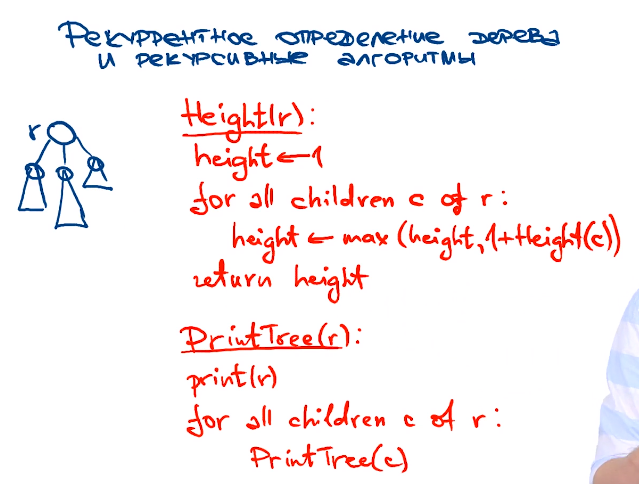 Рекуррентное определение дерева
и рекурсивные алгоритмы
r
Height(r):
height ← 1
for all children c of r:
height ← max (height, 1+Height(c))
return height
PrintTree(r):
print(r)
for all children c of r:
PrintTree(c)